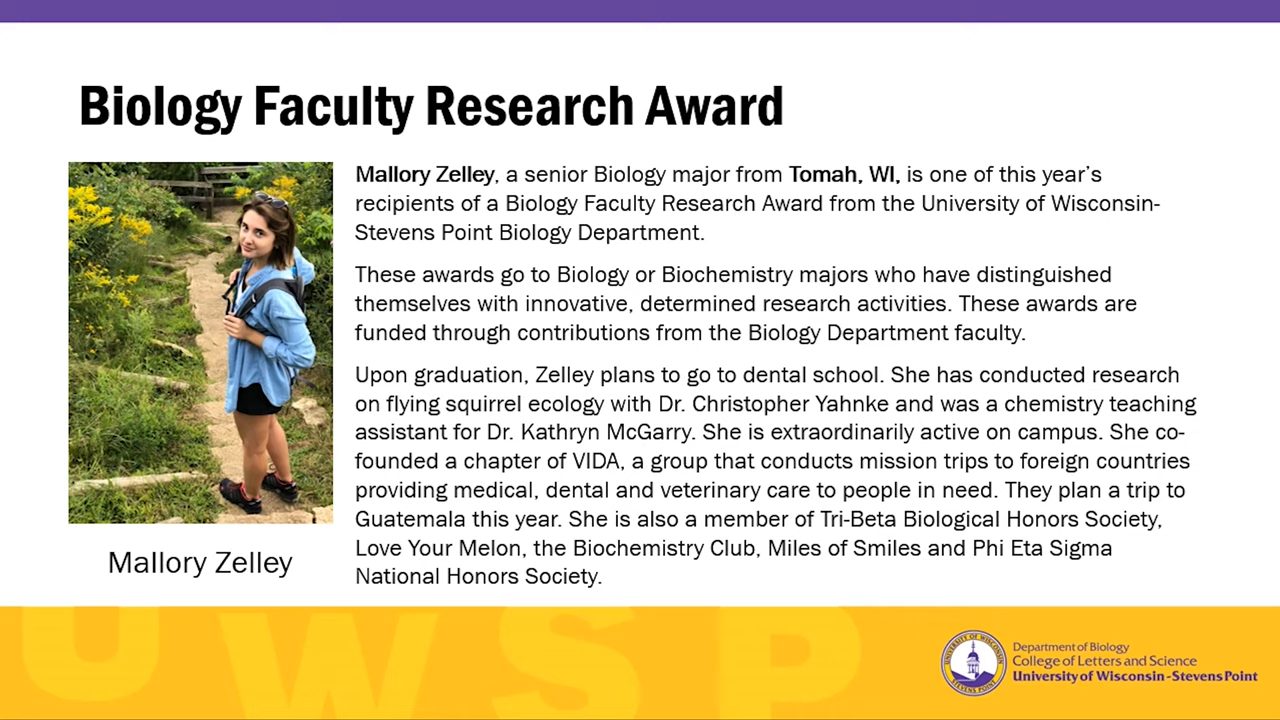 Biology Faculty Research Award
Mallory Zelley, a senior Biology major from Tomah, WI, is one of this year's
recipients of a Biology Faculty Research Award from the University of Wisconsin-
Stevens Point Biology Department.
These awards go to Biology or Biochemistry majors who have distinguished
themselves with innovative, determined research activities. These awards are
funded through contributions from the Biology Department faculty.
Upon graduation, Zelley plans to go to dental school. She has conducted research
on flying squirrel ecology with Dr. Christopher Yahnke and was a chemistry teaching
assistant for Dr. Kathryn McGarry. She is extraordinarily active on campus. She co-
founded a chapter of VIDA, a group that conducts mission trips to foreign countries
providing medical, dental and veterinary care to people in need. They plan a trip to
Guatemala this year. She is also a member of Tri-Beta Biological Honors Society,
Love Your Melon, the Biochemistry Club, Miles of Smiles and Phi Eta Sigma
National Honors Society.
Mallory Zelley
UWSP
UNIVERSITY OF WISCONSIN
STEVENS POINT
Department of Biology
College of Letters and Science
University of Wisconsin-Stevens Point